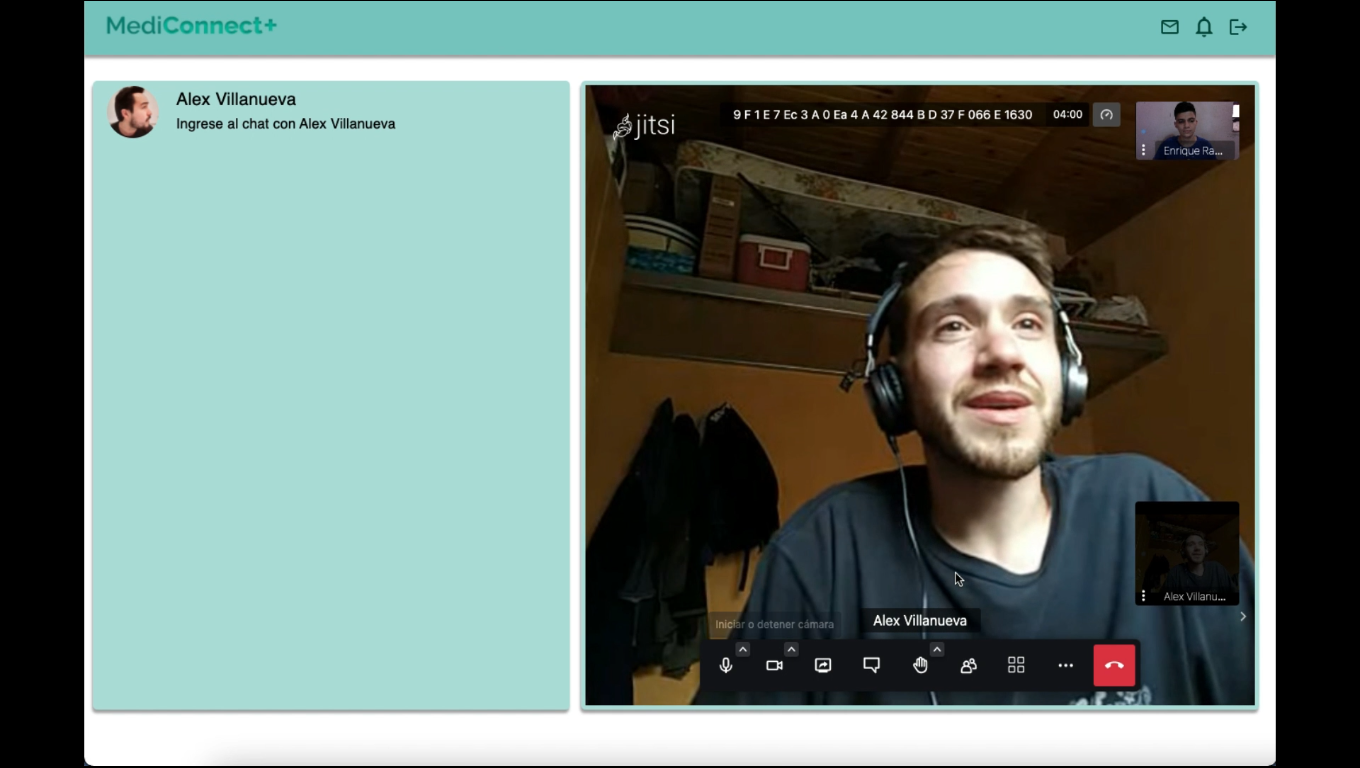 MediConnect+
Alex Villanueva
Ingrese al chat con Alex Villanueva
jitsi
9 F 1 E 7 Ec 3 A 0 Ea 4 A 42 844 B D 37 F 066 E 1630
04:00
Enrique Ra...
Alex Villanu...
Iniciar o detener cámara
Alex Villanueva